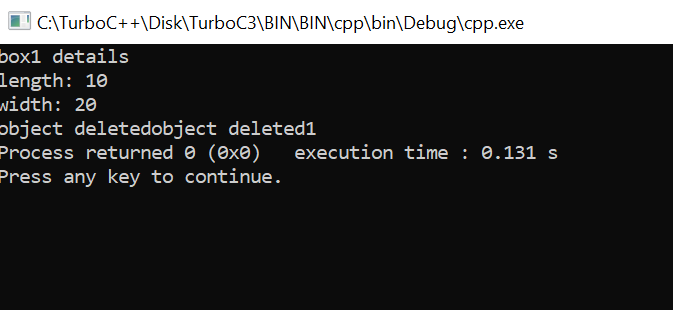 C:\TurboC++\Disk\TurboC3\BIN\BIN\cpp\bin\Debug\cpp.exe
box1 details
length: 10
width: 20
object deletedobject deleted1
Process returned 0 (0x0)   execution time : 0.131 s
Press any key to continue.